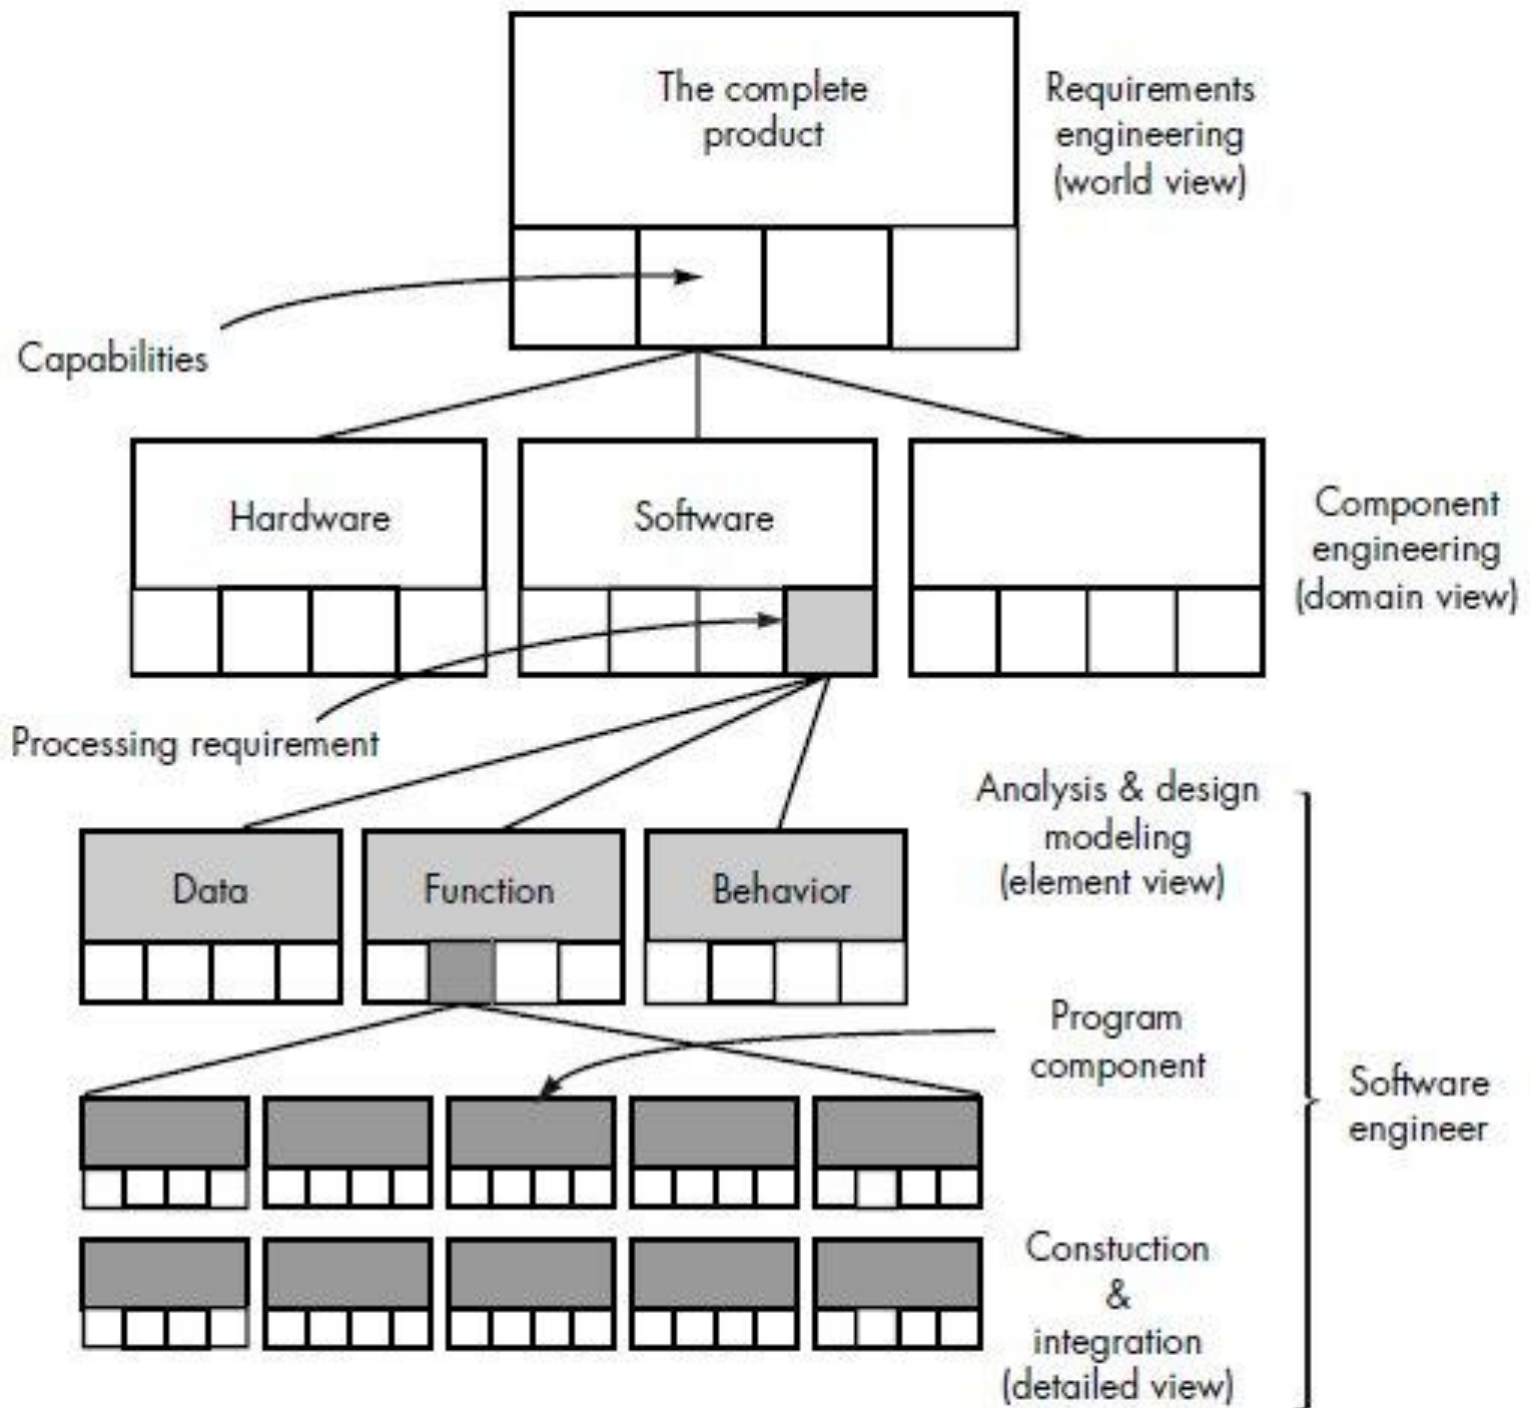 The complete
product
Requirements
engineering
(world view)
Capabilities
Hardware
Software
Component
engineering
(domain view)
Processing requirement
Analysis & design
modeling
(element view)
Data
Function
Behavior
Program
component
Software
engineer
Constuction
&
integration
(detailed view)